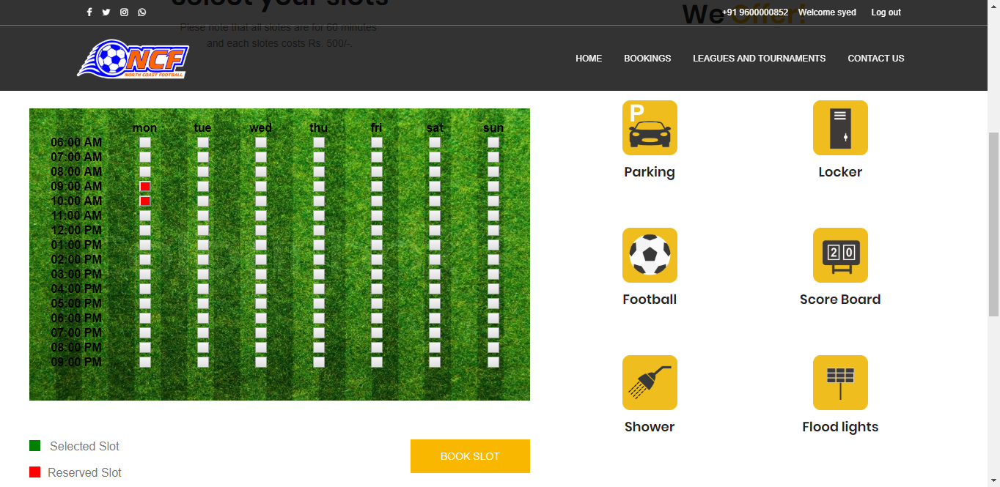 Select your slots
We Offer!
+91 9600000852 Welcome syed Log out
Plese note that all slotes are for 60 minutes
and each slotes costs Rs. 500/-.
NCF
NORTH COAST FOOTBALL
HOME BOOKINGS LEAGUES AND TOURNAMENTS CONTACT US
mon tue wed thu fri sat sun
06:00 AM
07:00 AM
08:00 AM
09:00 AM
10:00 AM
11:00 AM
12:00 PM
01:00 PM
02:00 PM
03:00 PM
04:00 PM
05:00 PM
06:00 PM
07:00 PM
08:00 PM
09:00 PM
Selected Slot
Reserved Slot
BOOK SLOT
P
Parking
Locker
Football
20
Score Board
Shower
Flood lights